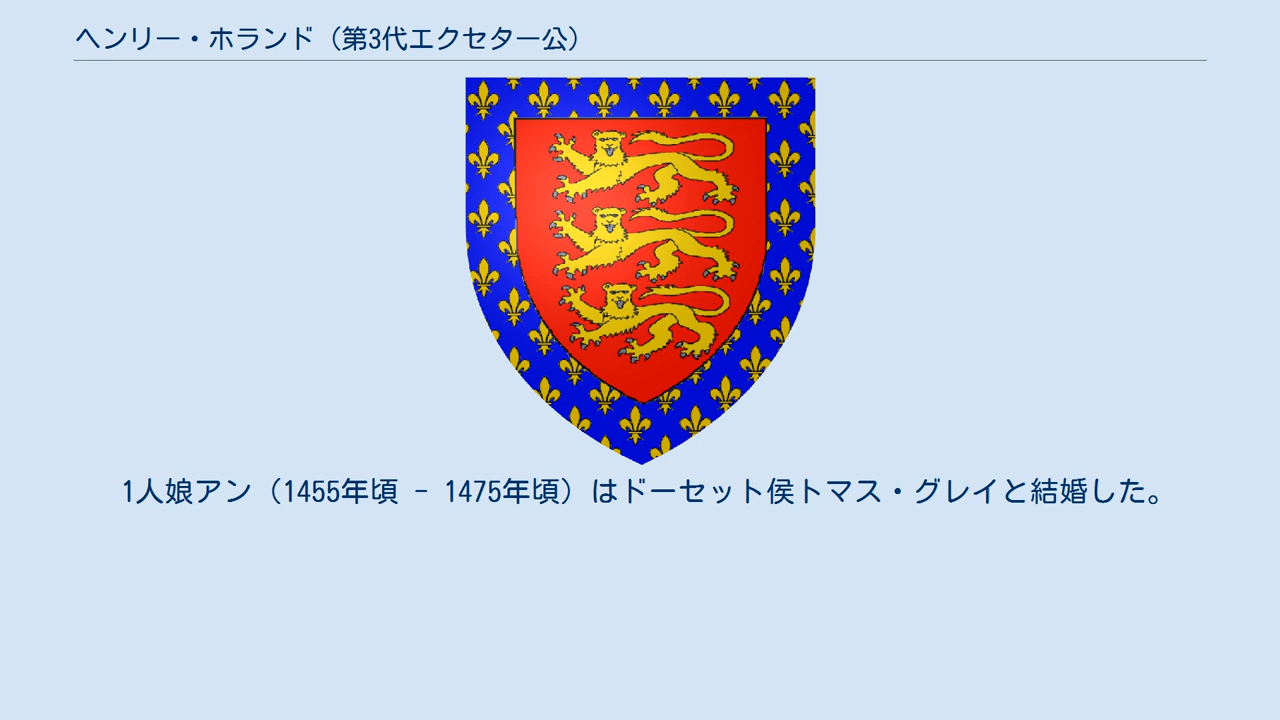 ヘンリー・ホランド（第3代エクセター公）
1人娘アン（1455年頃 - 1475年頃）はドーセット侯トマス・グレイと結婚した。